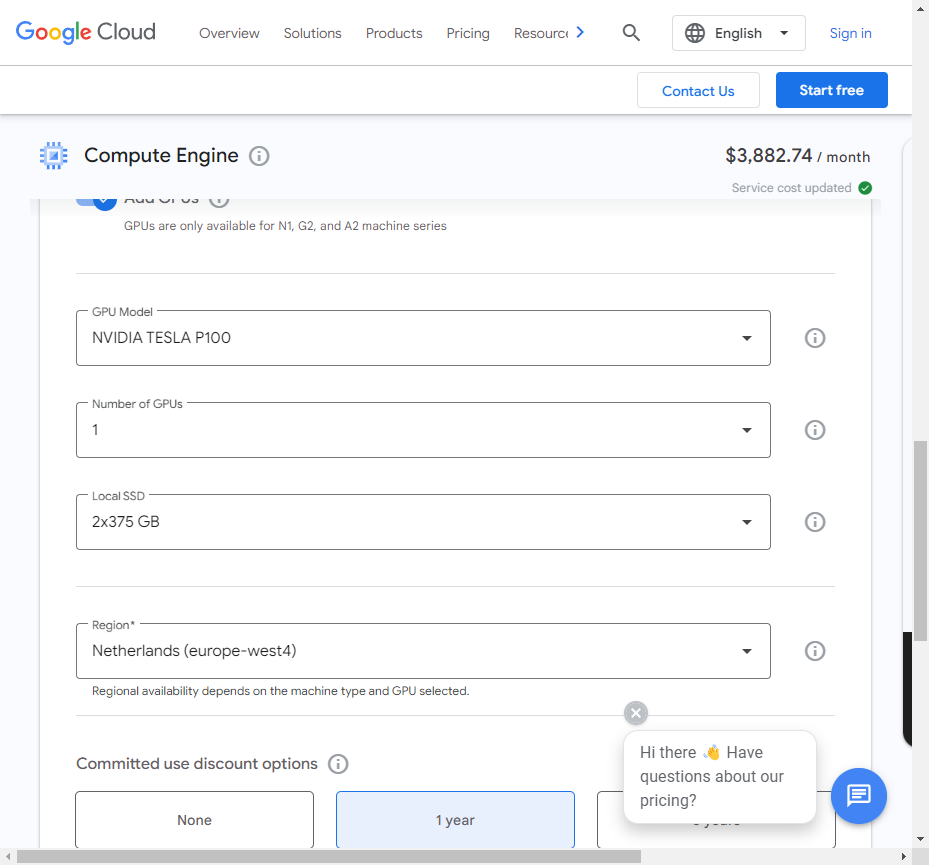 Google Cloud
Overview
Solutions
Products
Pricing
Resourc
English
Sign in
Contact Us
Start free
Compute Engine
$3,882.74 / month
Service cost updated
Add GPUs
GPUs are only available for N1, G2, and A2 machine series
GPU Model
NVIDIA TESLA P100
Number of GPUs
1
Local SSD
2x375 GB
Region*
Netherlands (europe-west4)
Regional availability depends on the machine type and GPU selected.
Committed use discount options
None
1 year
Hi there 👋 Have
questions about our
pricing?